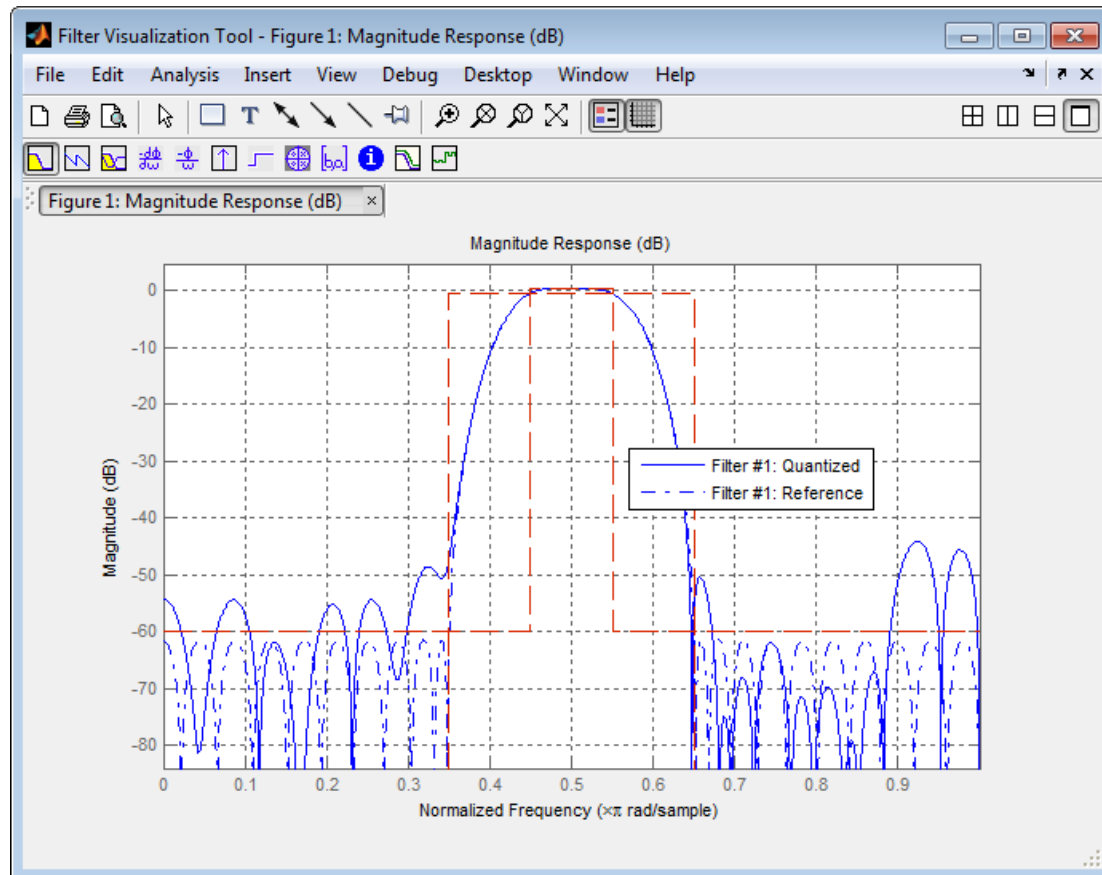 Filter Visualization Tool - Figure 1: Magnitude Response (dB)
File Edit Analysis Insert View Debug Desktop Window Help
T
[b,a]
i
Figure 1: Magnitude Response (dB)
Magnitude Response (dB)
0
-10
-20
-30
-40
-50
-60
-70
-80
Magnitude (dB)
Filter #1: Quantized
Filter #1: Reference
0 0.1 0.2 0.3 0.4 0.5 0.6 0.7 0.8 0.9
Normalized Frequency (×π rad/sample)